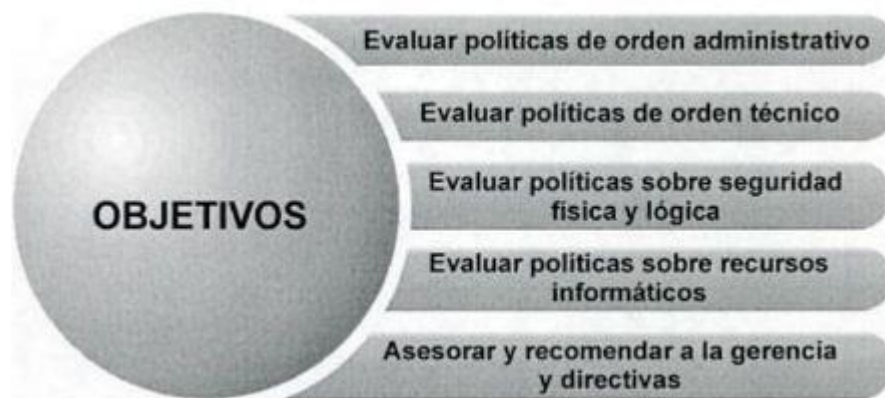 OBJETIVOS
Evaluar políticas de orden administrativo
Evaluar políticas de orden técnico
Evaluar políticas sobre seguridad
física y lógica
Evaluar políticas sobre recursos
informáticos
Asesorar y recomendar a la gerencia
y directivas